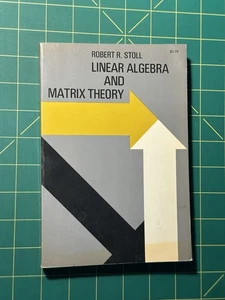 ROBERT R. STOLL
LINEAR ALGEBRA
AND
MATRIX THEORY